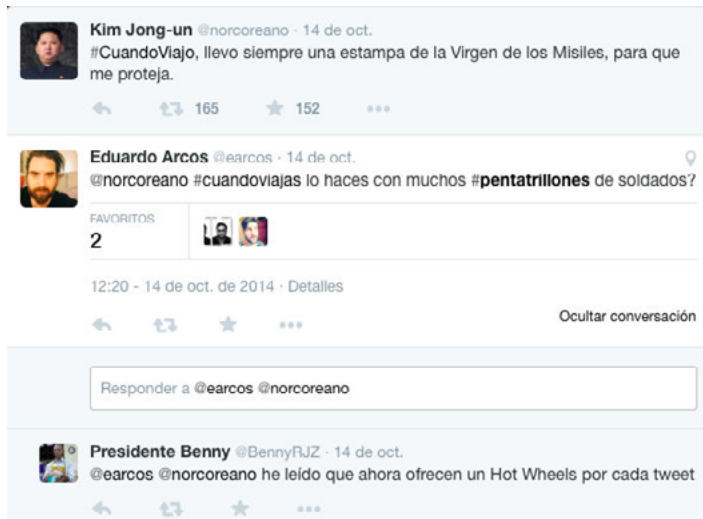 Kim Jong-un @norcoreano · 14 de oct.
#CuandoViajo, llevo siempre una estampa de la Virgen de los Misiles, para que
me proteja.
165 152
Eduardo Arcos @earcos · 14 de oct.
@norcoreano #cuandoviajas lo haces con muchos #pentatrillones de soldados?
FAVORITOS
2
12:20 - 14 de oct. de 2014 · Detalles
Ocultar conversación
Responder a @earcos @norcoreano
Presidente Benny @BennyRJZ · 14 de oct.
@earcos @norcoreano he leído que ahora ofrecen un Hot Wheels por cada tweet